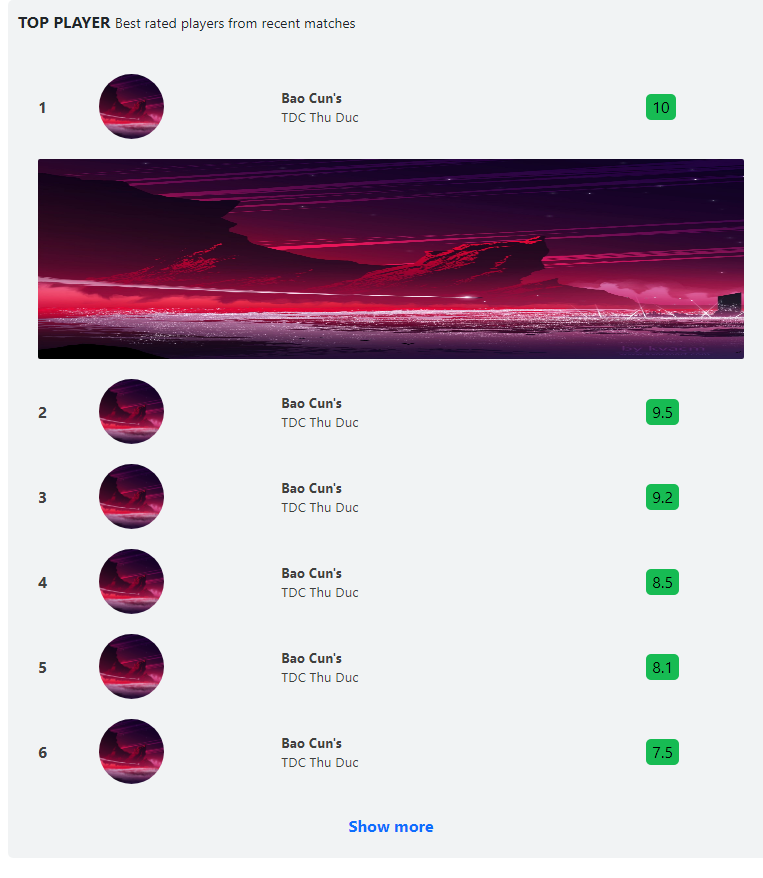 TOP PLAYER Best rated players from recent matches
1 Bao Cun's 10
TDC Thu Duc
2 Bao Cun's 9.5
TDC Thu Duc
3 Bao Cun's 9.2
TDC Thu Duc
4 Bao Cun's 8.5
TDC Thu Duc
5 Bao Cun's 8.1
TDC Thu Duc
6 Bao Cun's 7.5
TDC Thu Duc
Show more